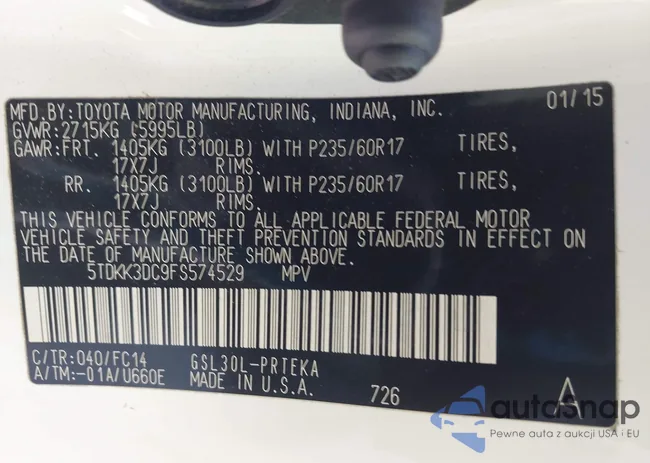 MFD.BY:TOYOTA MOTOR MANUFACTURING, INDIANA, INC. 01/15
GVWR:2715KG (5995LB)
GAWR:FRT. 1405KG (3100LB) WITH P235/60R17 TIRES,
17X7J RIMS.
RR. 1405KG (3100LB) WITH P235/60R17 TIRES,
17X7J RIMS.
THIS VEHICLE CONFORMS TO ALL APPLICABLE FEDERAL MOTOR
VEHICLE SAFETY AND THEFT PREVENTION STANDARDS IN EFFECT ON
THE DATE OF MANUFACTURE SHOWN ABOVE.
5TDKK3DC9FS574529 MPV
C/TR:040/FC14 GSL30L-PRTEKA
A/TM:-01A/U660E MADE IN U.S.A. 726 A
autoSnap
Pewne auta z aukcji USA i EU